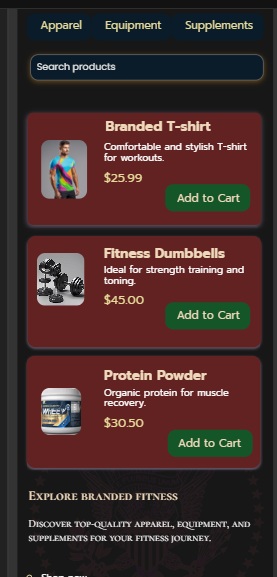 Apparel Equipment Supplements
Search products
Branded T-shirt
Comfortable and stylish T-shirt
for workouts.
$25.99
Add to Cart
Fitness Dumbbells
Ideal for strength training and
toning.
$45.00
Add to Cart
Protein Powder
Organic protein for muscle
recovery.
$30.50
Add to Cart
Explore branded fitness
Discover top-quality apparel, equipment, and
supplements for your fitness journey.
Shop now